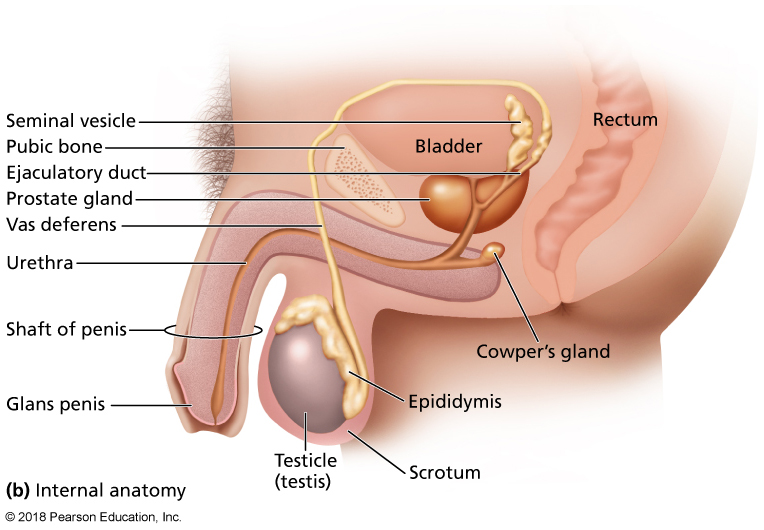 Seminal vesicle
Pubic bone
Ejaculatory duct
Prostate gland
Vas deferens
Urethra
Shaft of penis
Glans penis
Bladder
Rectum
Cowper's gland
Epididymis
Testicle
(testis)
Scrotum
(b) Internal anatomy
© 2018 Pearson Education, Inc.